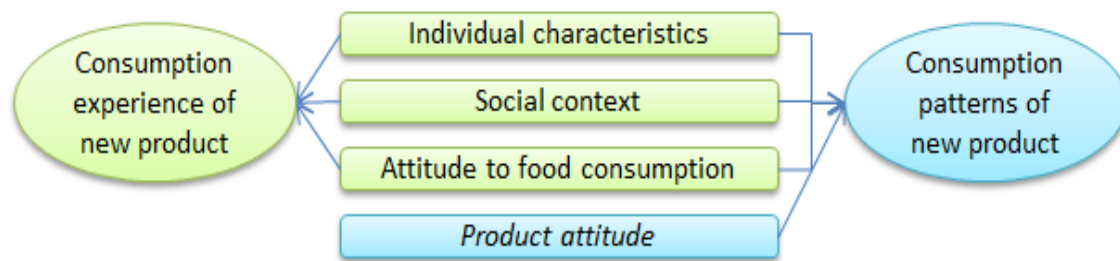 Consumption
experience of
new product
Individual characteristics
Social context
Attitude to food consumption
Product attitude
Consumption
patterns of
new product